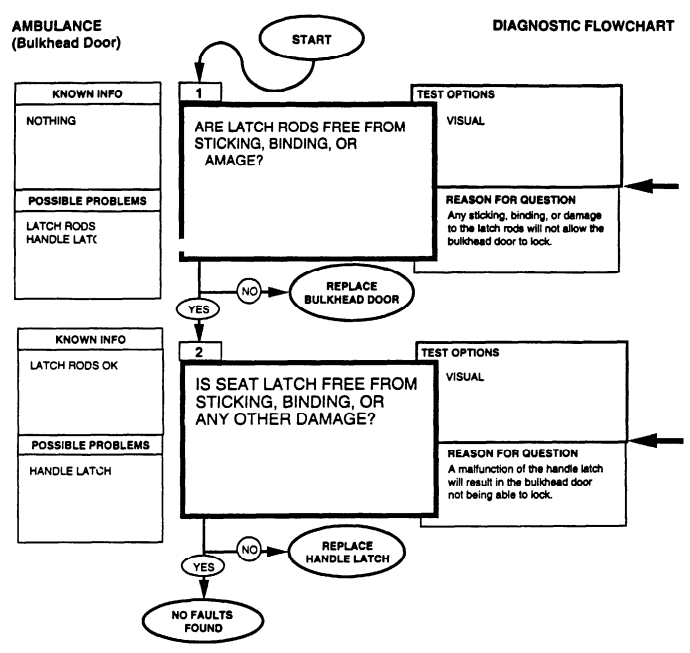 AMBULANCE
(Bulkhead Door)
DIAGNOSTIC FLOWCHART
START
KNOWN INFO
NOTHING
POSSIBLE PROBLEMS
LATCH RODS
HANDLE LATC
1
ARE LATCH RODS FREE FROM
STICKING, BINDING, OR
AMAGE?
TEST OPTIONS
VISUAL
REASON FOR QUESTION
Any sticking, binding, or damage
to the latch rods will not allow the
bulkhead door to lock.
NO
REPLACE
BULKHEAD DOOR
YES
KNOWN INFO
LATCH RODS OK
POSSIBLE PROBLEMS
HANDLE LATCH
2
IS SEAT LATCH FREE FROM
STICKING, BINDING, OR
ANY OTHER DAMAGE?
TEST OPTIONS
VISUAL
REASON FOR QUESTION
A malfunction of the handle latch
will result in the bulkhead door
not being able to lock.
NO
REPLACE
HANDLE LATCH
YES
NO FAULTS
FOUND